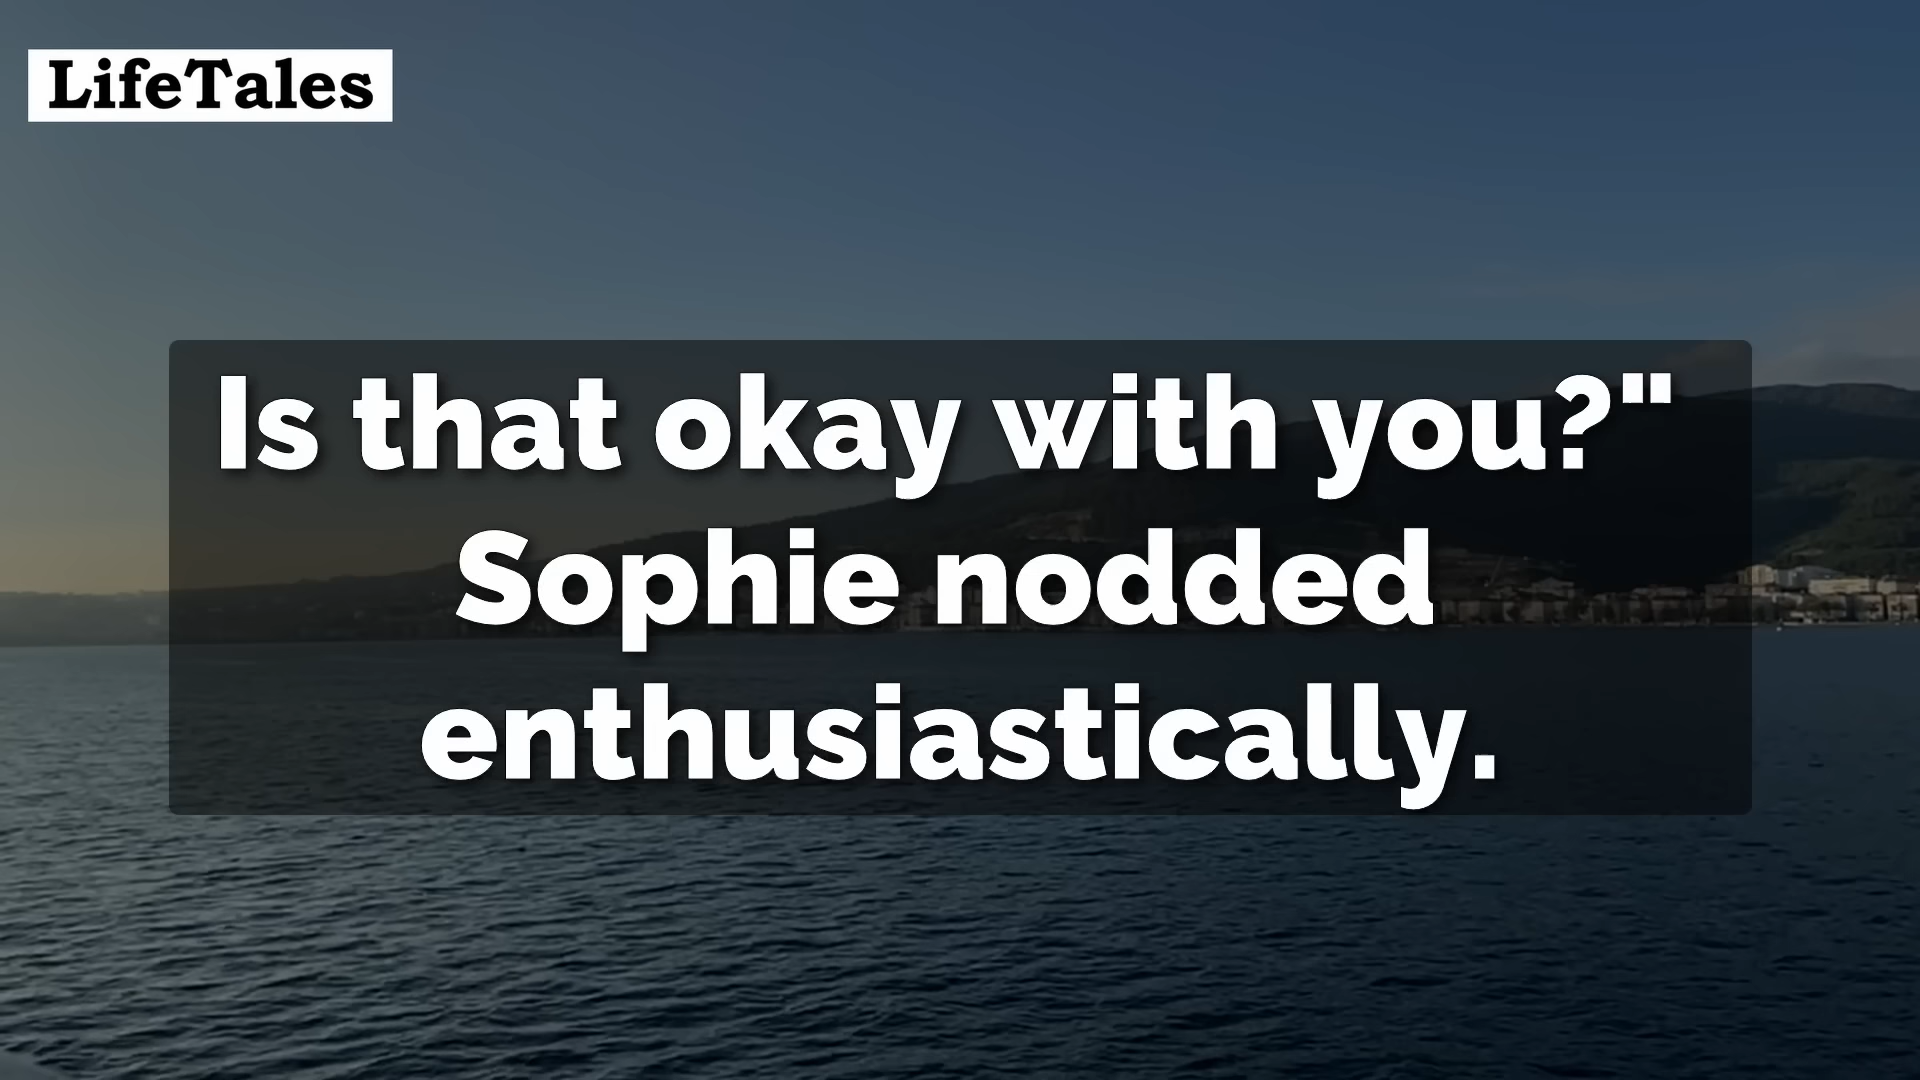 LifeTales
Is that okay with you?"
Sophie nodded
enthusiastically.